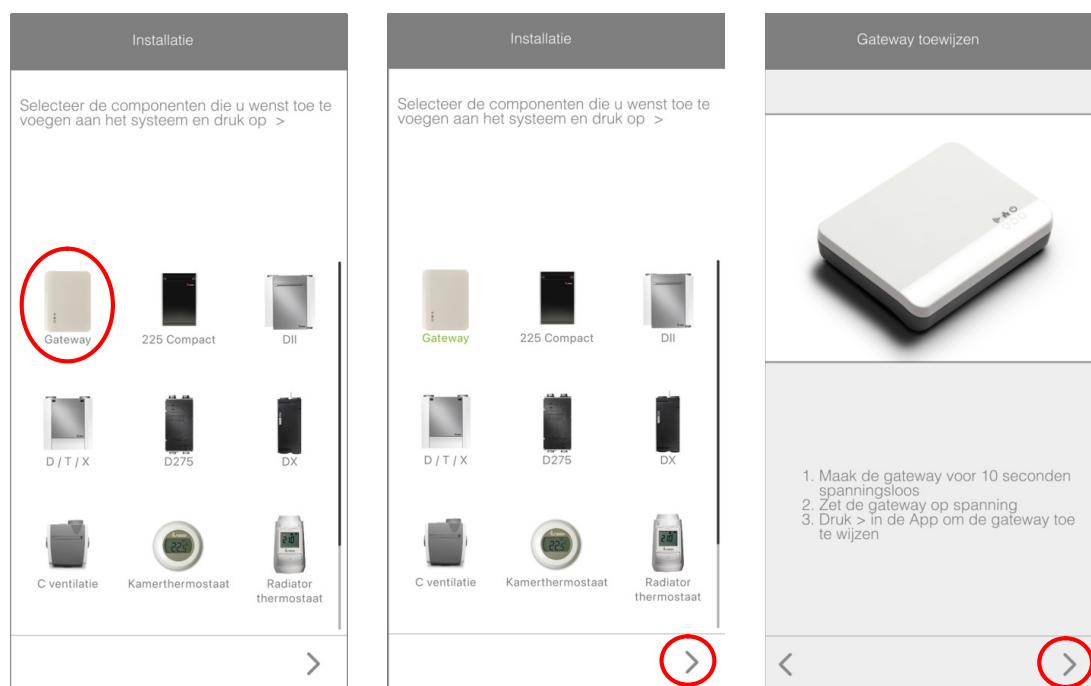 Installatie
Selecteer de componenten die u wenst toe te
voegen aan het systeem en druk op >
Gateway
225 Compact
DII
D / T / X
D275
DX
C ventilatie
Kamerthermostaat
Radiator
thermostaat
>
Installatie
Selecteer de componenten die u wenst toe te
voegen aan het systeem en druk op >
Gateway
225 Compact
DII
D / T / X
D275
DX
C ventilatie
Kamerthermostaat
Radiator
thermostaat
>
Gateway toewijzen
1. Maak de gateway voor 10 seconden
spanningsloos
2. Zet de gateway op spanning
3. Druk > in de App om de gateway toe
te wijzen
< >